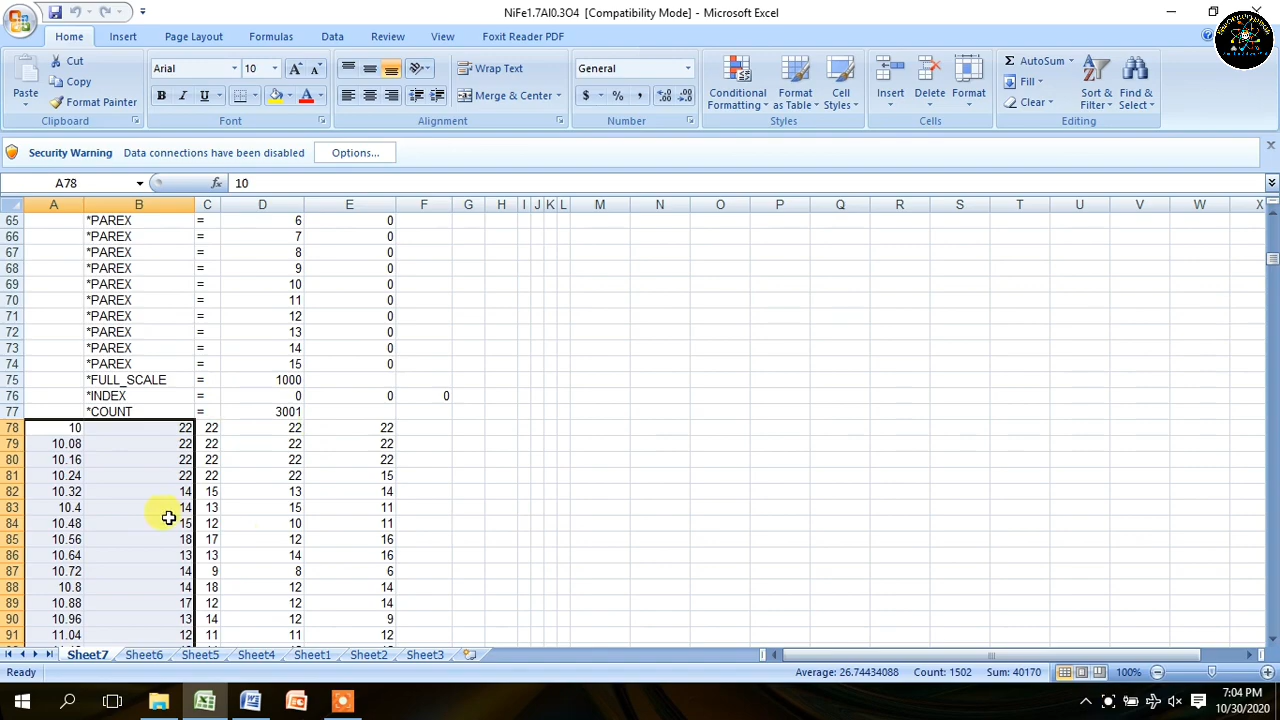 NiFe1.7Al0.3O4 [Compatibility Mode] - Microsoft Excel
Home Insert Page Layout Formulas Data Review View Foxit Reader PDF
Paste Cut Copy Format Painter Clipboard
Arial 10 A A B I U A Font
Wrap Text Merge & Center Alignment
General $ % , .0 .00 .00 .0 Number
Conditional Formatting Format as Table Cell Styles Styles
Insert Delete Format Cells
Σ AutoSum Fill Clear Sort & Filter Find & Select Editing
Security Warning Data connections have been disabled Options...
A78 fx 10
A B C D E F G H I J K L M N O P Q R S T U V W X
65 *PAREX = 6 0
66 *PAREX = 7 0
67 *PAREX = 8 0
68 *PAREX = 9 0
69 *PAREX = 10 0
70 *PAREX = 11 0
71 *PAREX = 12 0
72 *PAREX = 13 0
73 *PAREX = 14 0
74 *PAREX = 15 0
75 *FULL_SCALE = 1000
76 *INDEX = 0 0 0
77 *COUNT = 3001
78 10 22 22 22 22
79 10.08 22 22 22 22
80 10.16 22 22 22 22
81 10.24 22 22 22 15
82 10.32 14 15 13 14
83 10.4 14 13 15 11
84 10.48 15 12 10 11
85 10.56 18 17 12 16
86 10.64 13 13 14 16
87 10.72 14 9 8 6
88 10.8 14 18 12 14
89 10.88 17 12 12 14
90 10.96 13 14 12 9
91 11.04 12 11 11 12
Sheet7 Sheet6 Sheet5 Sheet4 Sheet1 Sheet2 Sheet3
Ready Average: 26.74434088 Count: 1502 Sum: 40170 100%
7:04 PM
10/30/2020